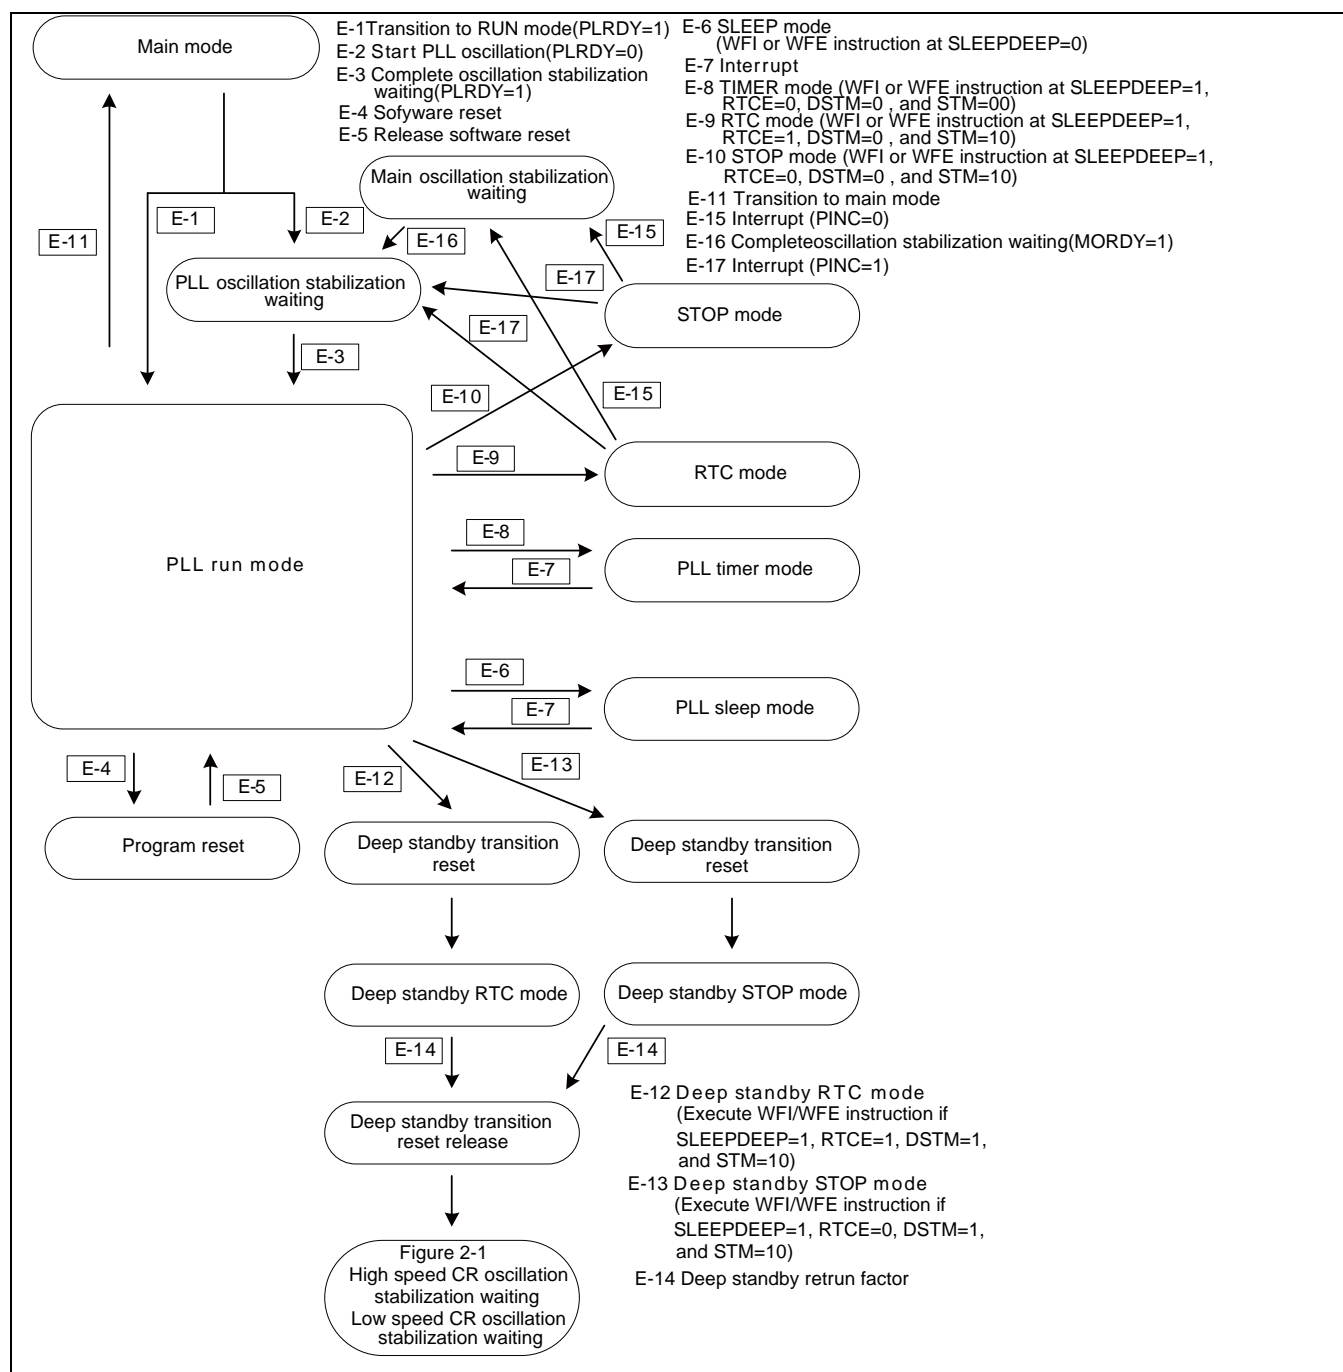 Main mode
E-1Transition to RUN mode(PLRDY=1)
E-2 Start PLL oscillation(PLRDY=0)
E-3 Complete oscillation stabilization
waiting(PLRDY=1)
E-4 Sofyware reset
E-5 Release software reset
E-6 SLEEP mode
(WFI or WFE instruction at SLEEPDEEP=0)
E-7 Interrupt
E-8 TIMER mode (WFI or WFE instruction at SLEEPDEEP=1,
RTCE=0, DSTM=0 , and STM=00)
E-9 RTC mode (WFI or WFE instruction at SLEEPDEEP=1,
RTCE=1, DSTM=0 , and STM=10)
E-10 STOP mode (WFI or WFE instruction at SLEEPDEEP=1,
RTCE=0, DSTM=0 , and STM=10)
E-11 Transition to main mode
E-15 Interrupt (PINC=0)
E-16 Completeoscillation stabilization waiting(MORDY=1)
E-17 Interrupt (PINC=1)
Main oscillation stabilization
waiting
E-11
E-1
E-2
E-16
E-15
E-17
PLL oscillation stabilization
waiting
STOP mode
E-17
E-3
E-10
E-15
E-9
RTC mode
PLL run mode
E-8
E-7
PLL timer mode
E-6
E-7
PLL sleep mode
E-4
E-5
E-12
E-13
Program reset
Deep standby transition
reset
Deep standby transition
reset
Deep standby RTC mode
Deep standby STOP mode
E-14
E-14
Deep standby transition
reset release
E-12 Deep standby RTC mode
(Execute WFI/WFE instruction if
SLEEPDEEP=1, RTCE=1, DSTM=1,
and STM=10)
E-13 Deep standby STOP mode
(Execute WFI/WFE instruction if
SLEEPDEEP=1, RTCE=0, DSTM=1,
and STM=10)
E-14 Deep standby retrun factor
Figure 2-1
High speed CR oscillation
stabilization waiting
Low speed CR oscillation
stabilization waiting